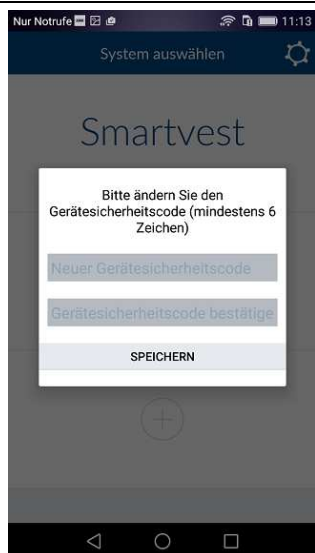 Nur Notrufe
11:13
System auswählen
Smartvest
Bitte ändern Sie den
Gerätesicherheitscode (mindestens 6
Zeichen)
Neuer Gerätesicherheitscode
Gerätesicherheitscode bestätige
SPEICHERN